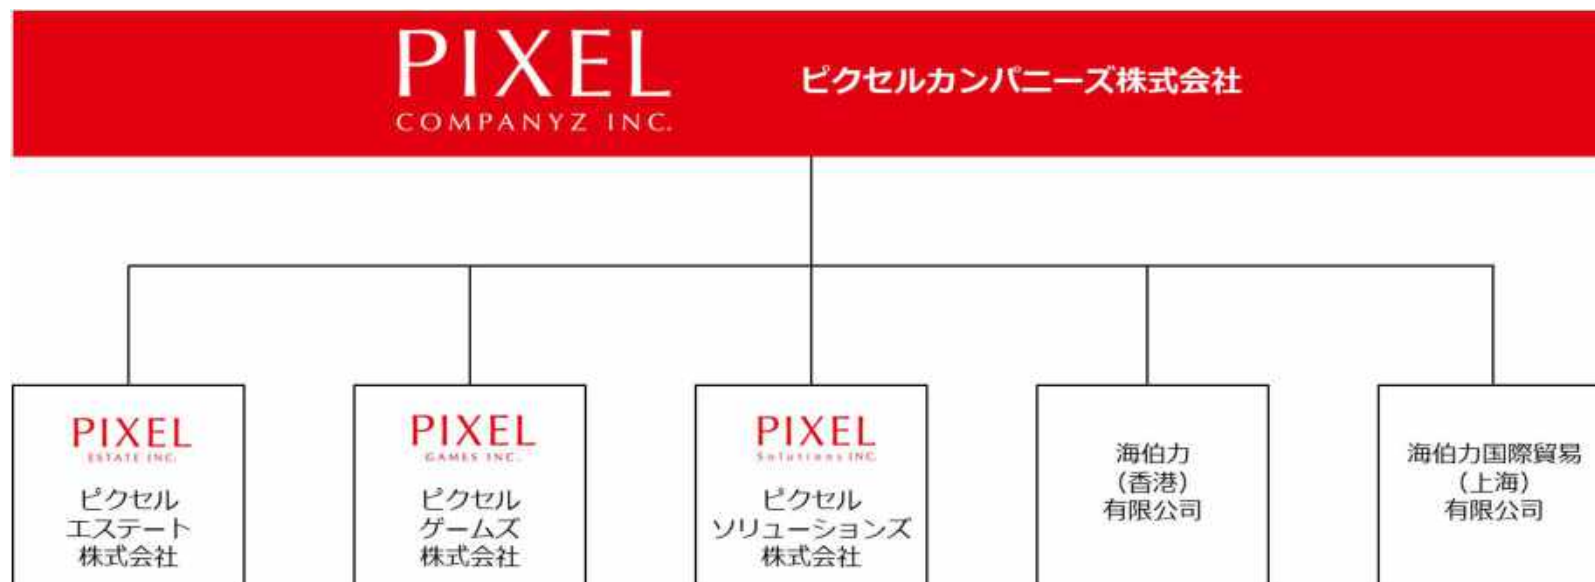 PIXEL
COMPANYZ INC.
ピクセルカンパニーズ株式会社
PIXEL
ESTATE INC.
ピクセル
エステート
株式会社
PIXEL
GAMES INC.
ピクセル
ゲームズ
株式会社
PIXEL
Solutions INC.
ピクセル
ソリューションズ
株式会社
海伯力
（香港）
有限公司
海伯力国際貿易
（上海）
有限公司